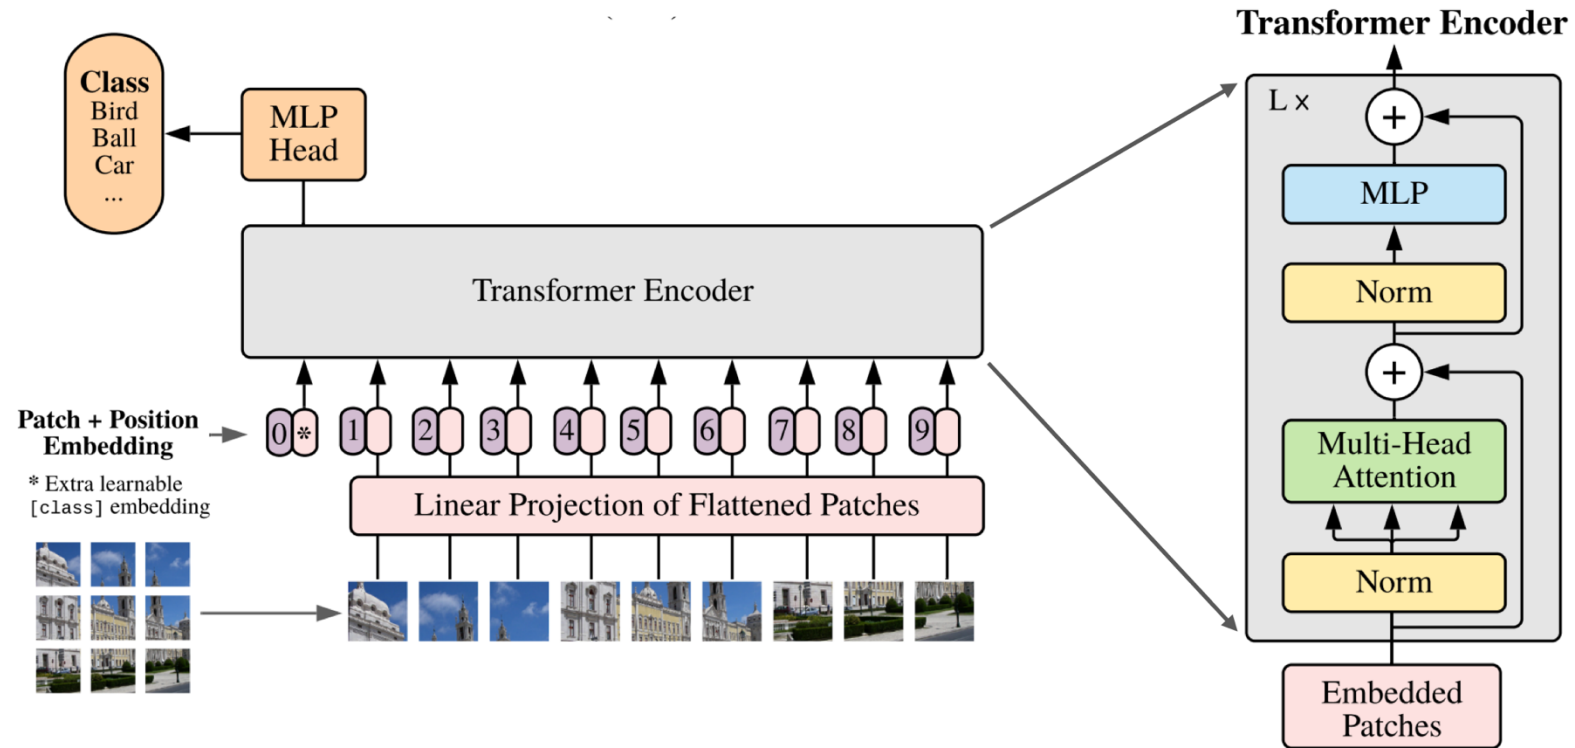 Transformer Encoder
Class
Bird
Ball
Car
...
MLP
Head
Transformer Encoder
Patch + Position
Embedding
* Extra learnable
[class] embedding
0 * 1 2 3 4 5 6 7 8 9
Linear Projection of Flattened Patches
L ×
+
MLP
Norm
+
Multi-Head
Attention
Norm
Embedded
Patches